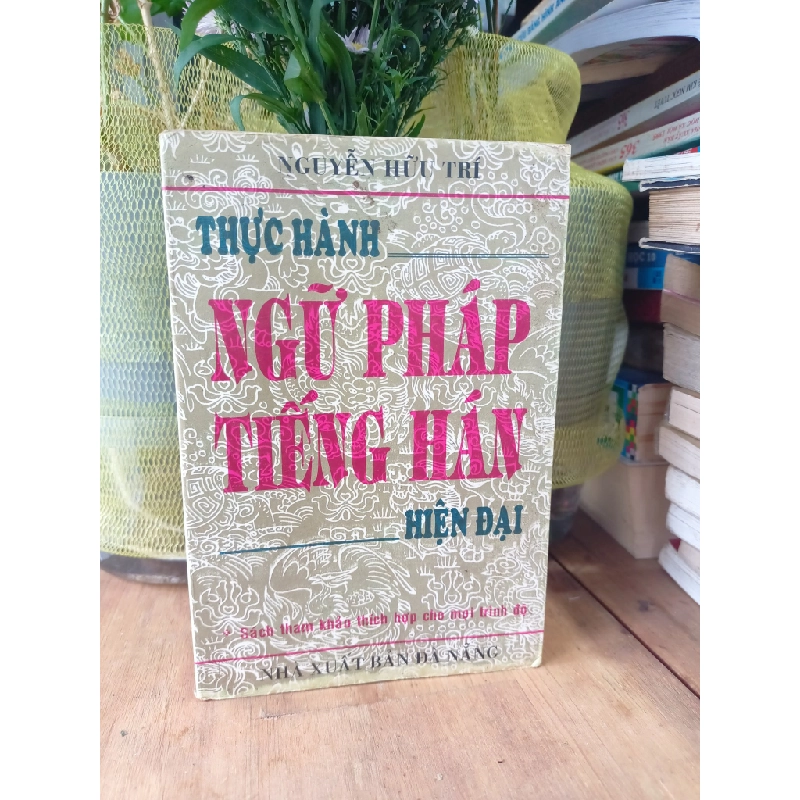 NGUYỄN HỮU TRÍ
THỰC HÀNH
NGỮ PHÁP
TIẾNG HÁN
HIỆN ĐẠI
Sách tham khảo thích hợp cho mọi trình độ
NHÀ XUẤT BẢN ĐÀ NẴNG